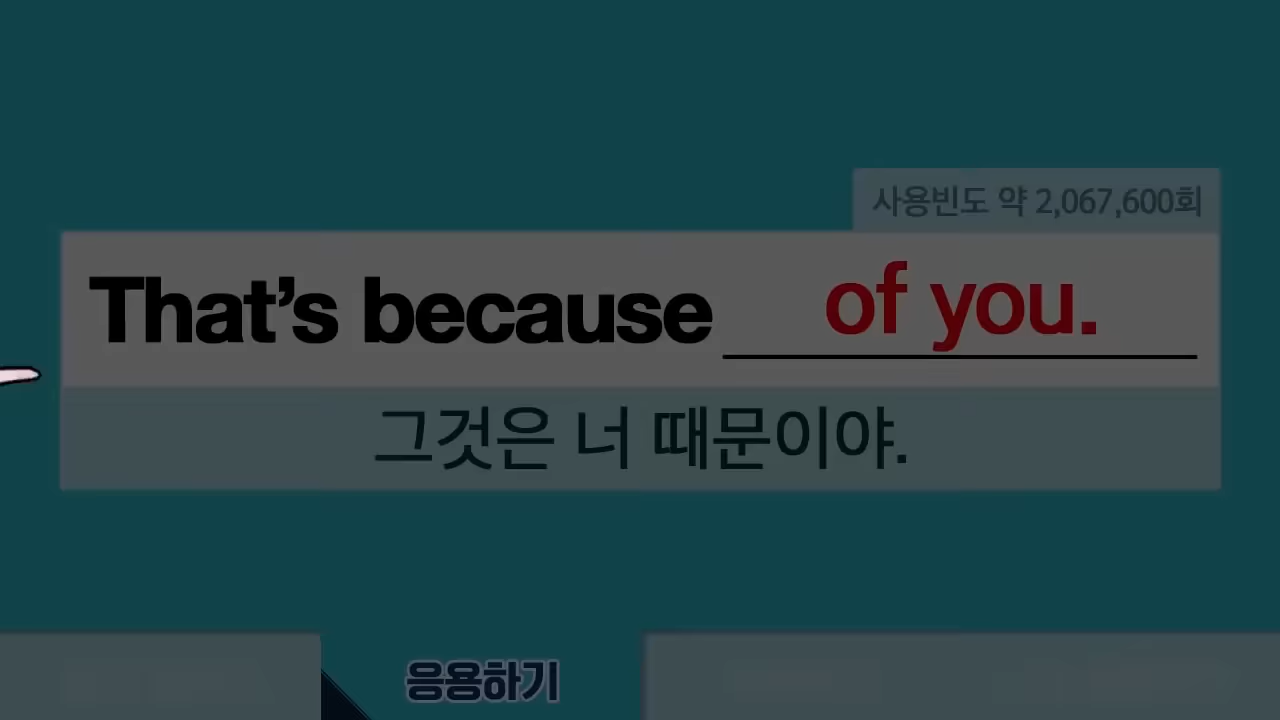 사용빈도 약 2,067,600회
That’s because of you.
그것은 너 때문이야.
응용하기